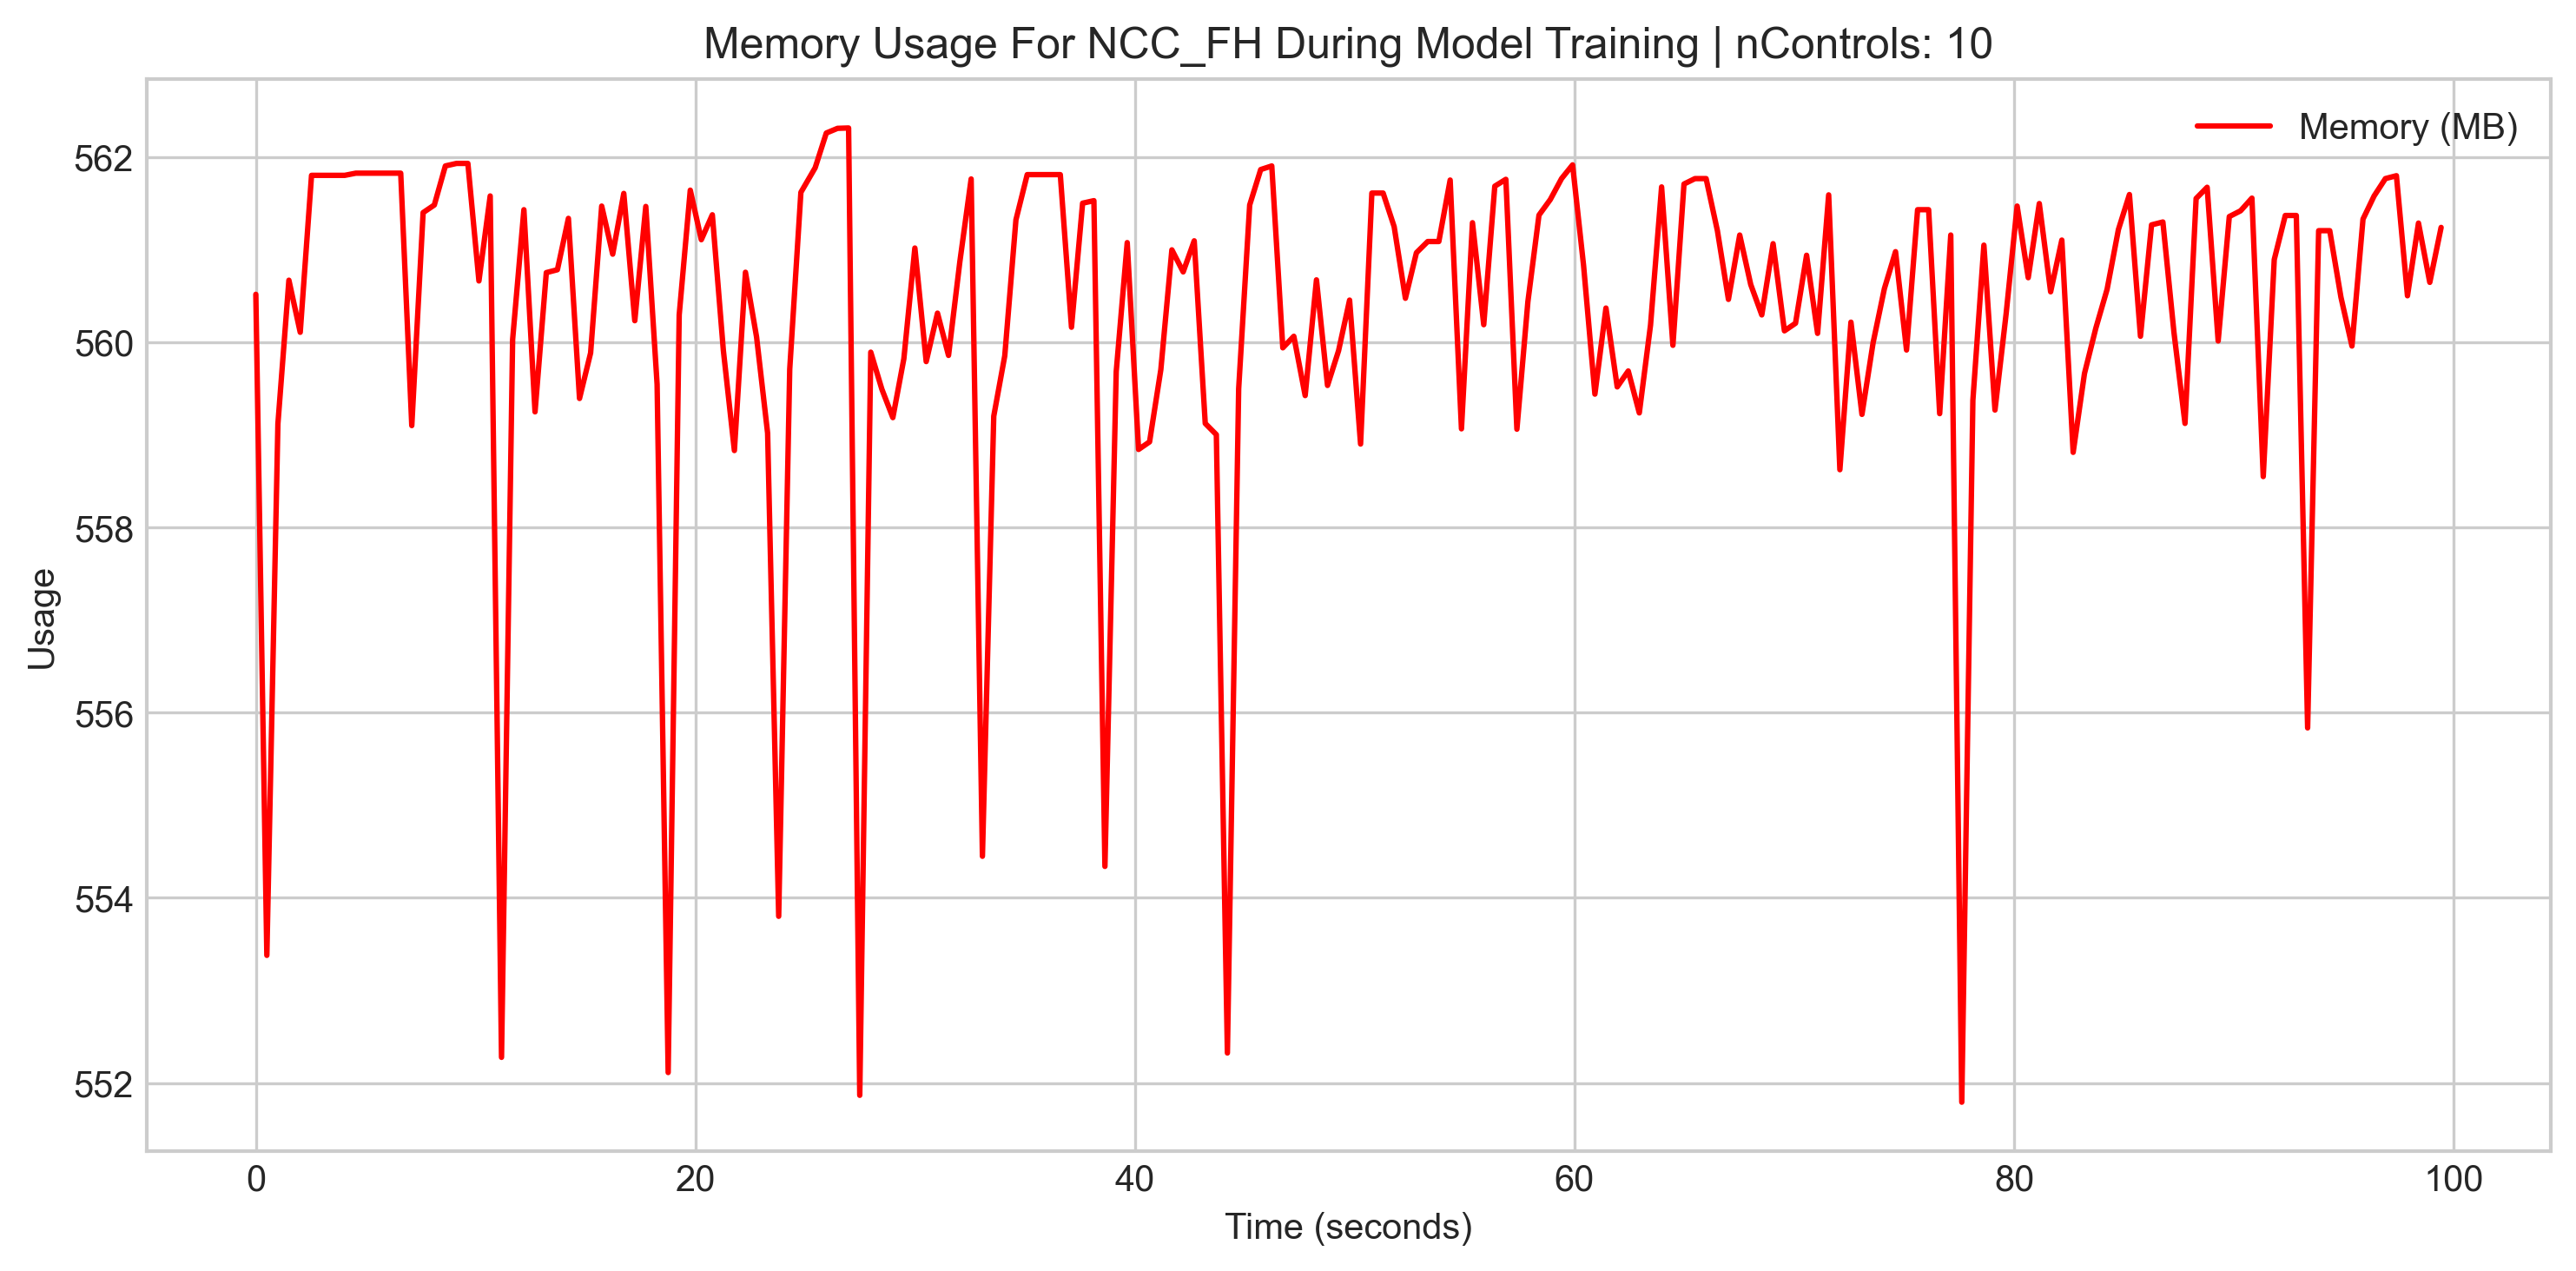 Memory Usage For NCC_FH During Model Training | nControls: 10
Memory (MB)
Usage
562
560
558
556
554
552
0 20 40 60 80 100
Time (seconds)